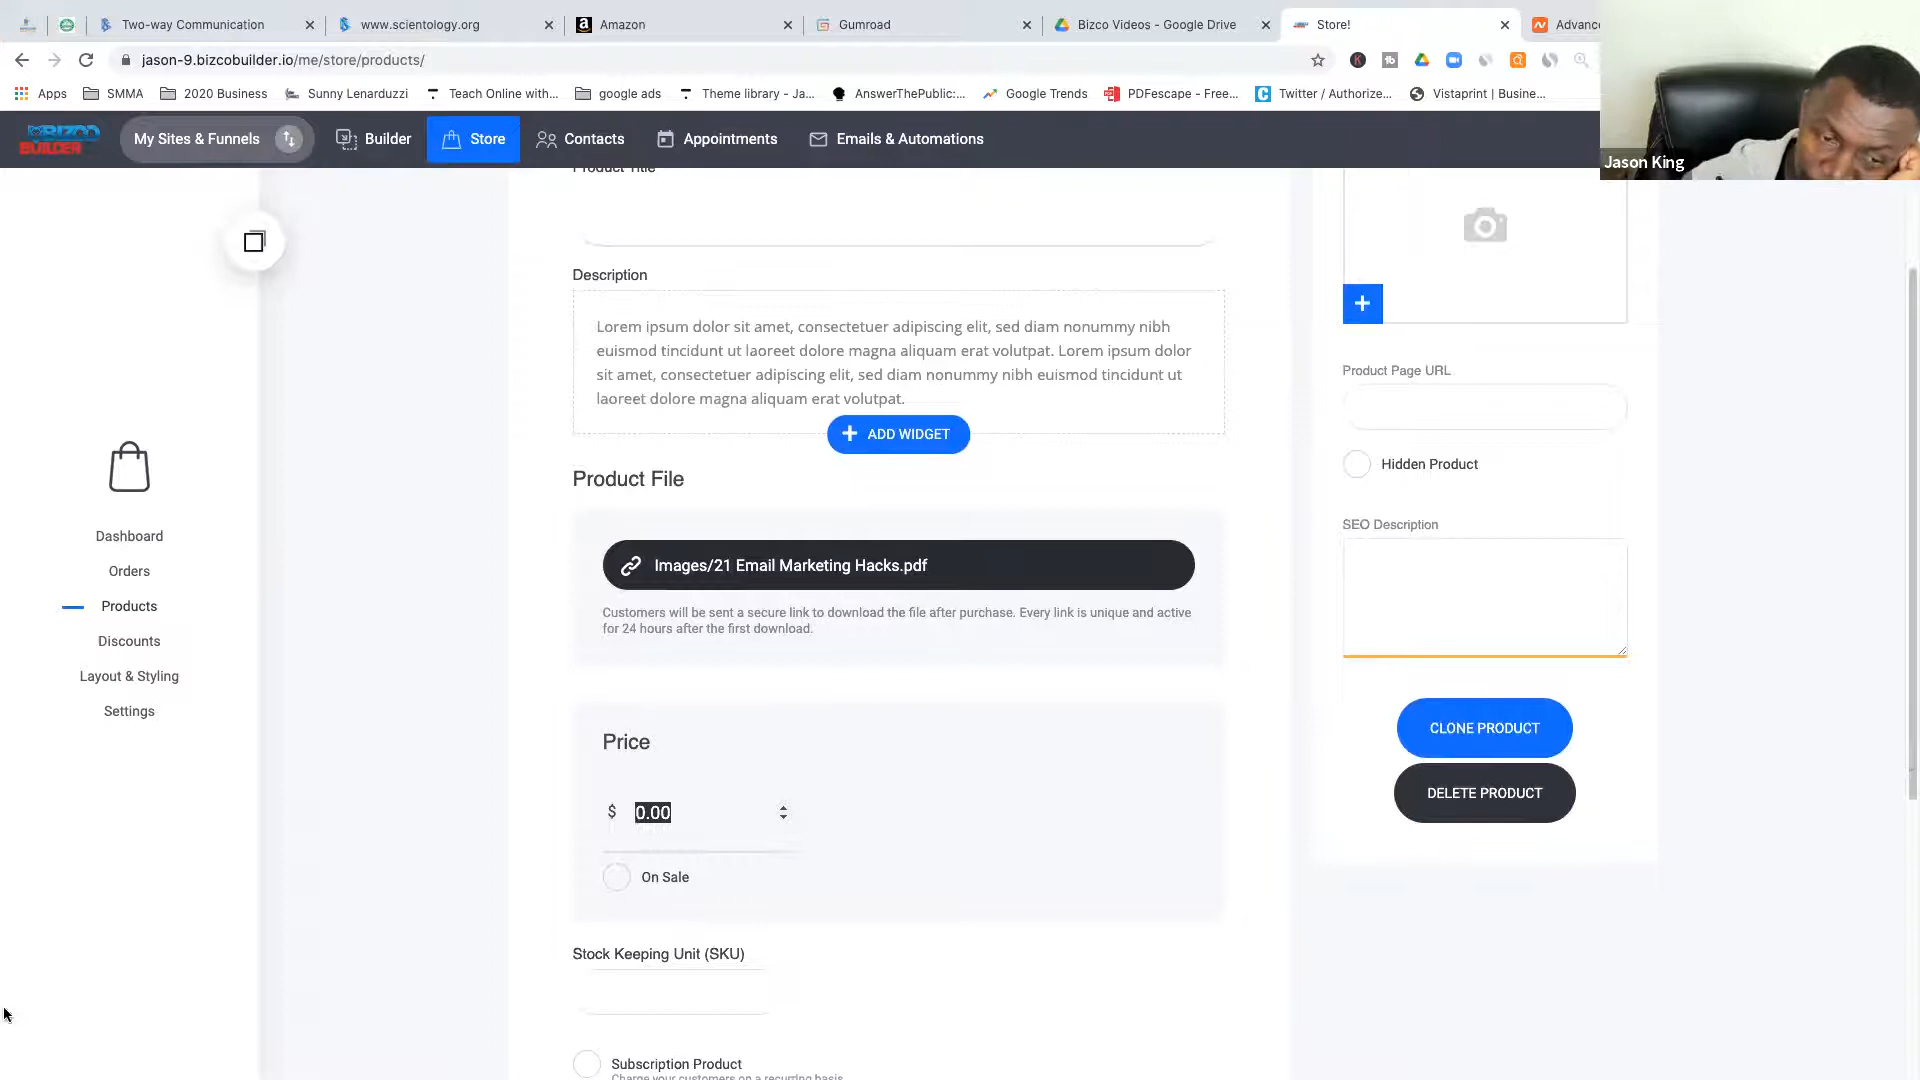 Two-way Communication
www.scientology.org
Amazon
Gumroad
Bizco Videos - Google Drive
Store!
Advanc
jason-9.bizcobuilder.io/me/store/products/
Apps
SMMA
2020 Business
Sunny Lenarduzzi
Teach Online with...
google ads
Theme library - Ja...
AnswerThePublic:...
Google Trends
PDFescape - Free...
Twitter / Authorize...
Vistaprint | Busine...
BIZCO
BUILDER
My Sites & Funnels
Builder
Store
Contacts
Appointments
Emails & Automations
Jason King
Product Title
Description
Lorem ipsum dolor sit amet, consectetuer adipiscing elit, sed diam nonummy nibh
euismod tincidunt ut laoreet dolore magna aliquam erat volutpat. Lorem ipsum dolor
sit amet, consectetuer adipiscing elit, sed diam nonummy nibh euismod tincidunt ut
laoreet dolore magna aliquam erat volutpat.
ADD WIDGET
Product File
Images/21 Email Marketing Hacks.pdf
Customers will be sent a secure link to download the file after purchase. Every link is unique and active
for 24 hours after the first download.
Price
$ 0.00
On Sale
Stock Keeping Unit (SKU)
Subscription Product
Charge your customers on a recurring basis
Dashboard
Orders
Products
Discounts
Layout & Styling
Settings
Product Page URL
Hidden Product
SEO Description
CLONE PRODUCT
DELETE PRODUCT